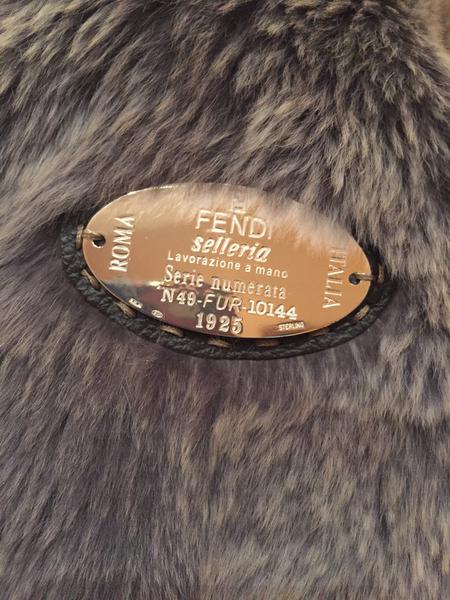 FENDI
ROMA
selleria
ITALIA
Lavorazione a mano
Serie numerata
N49-FUR-10144
1925
STERLING